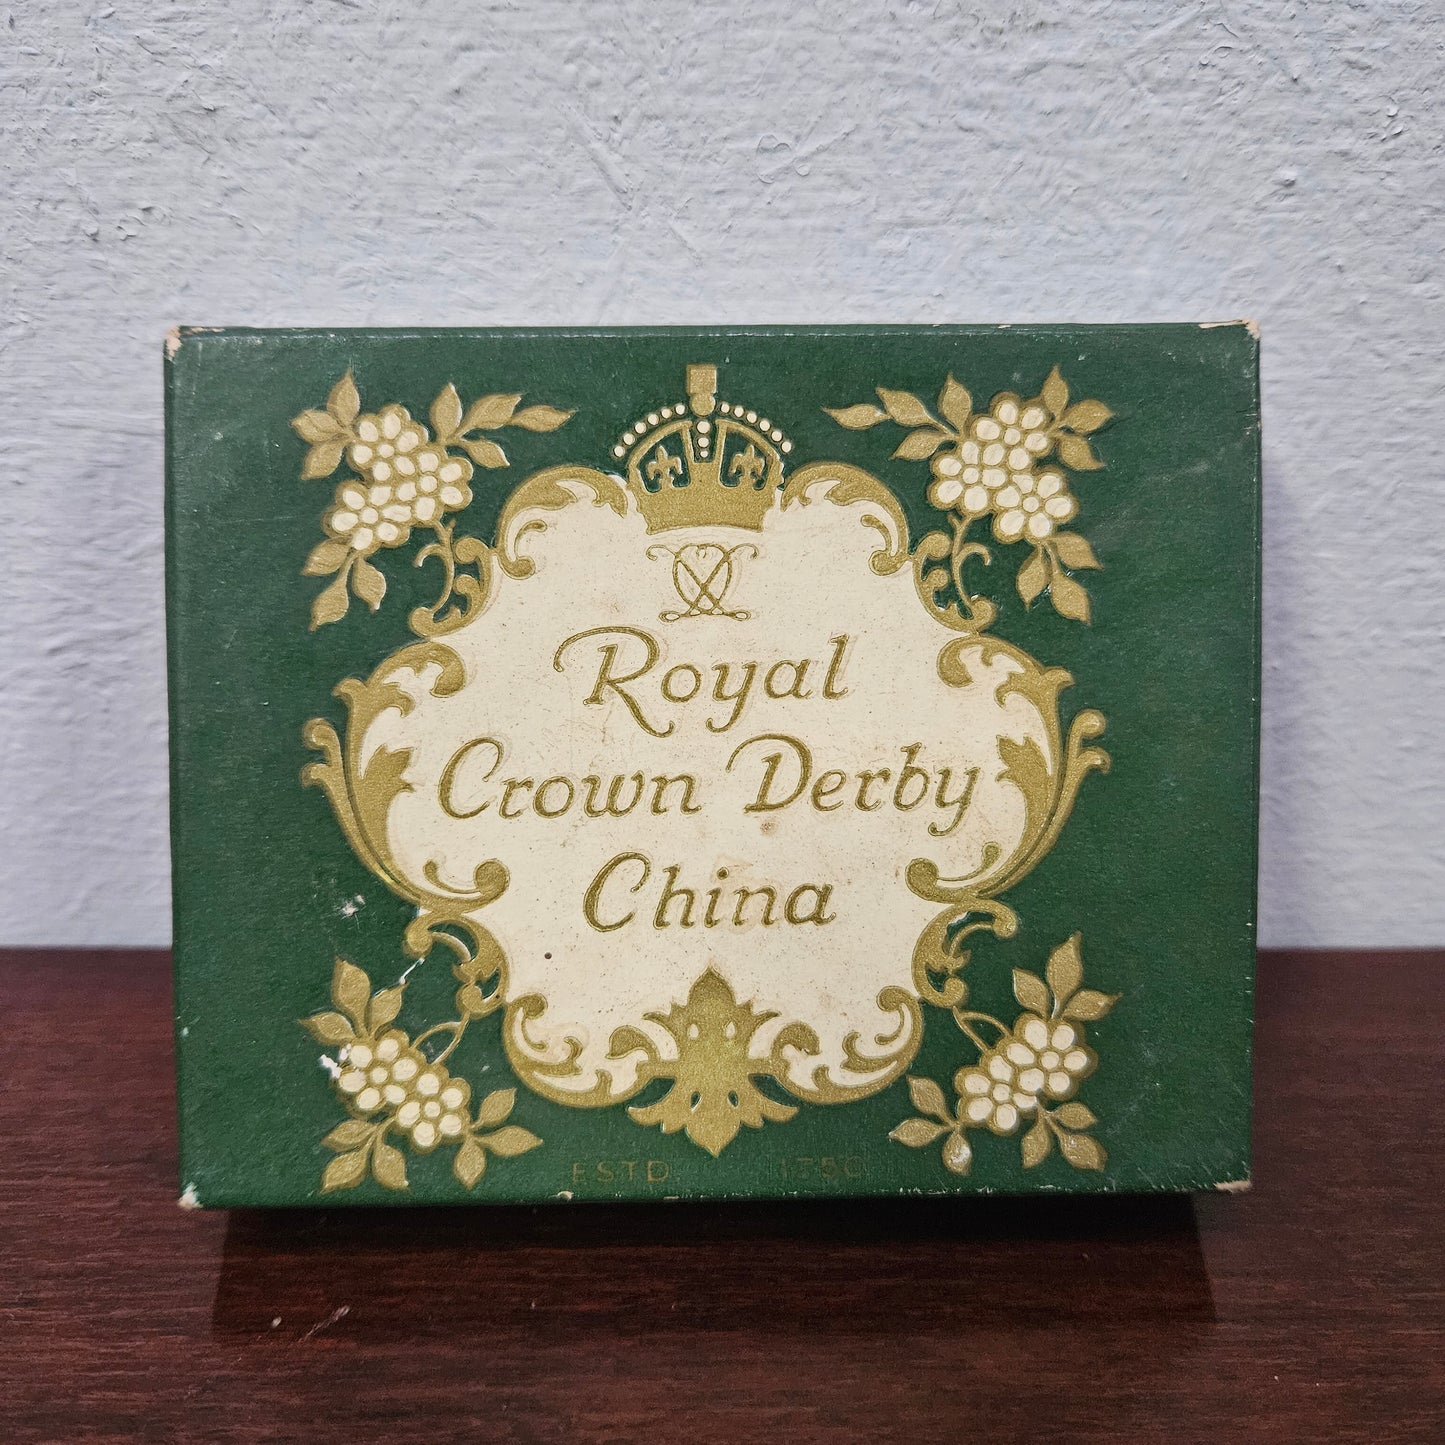 Royal
Crown Derby
China
ESTD. 1750